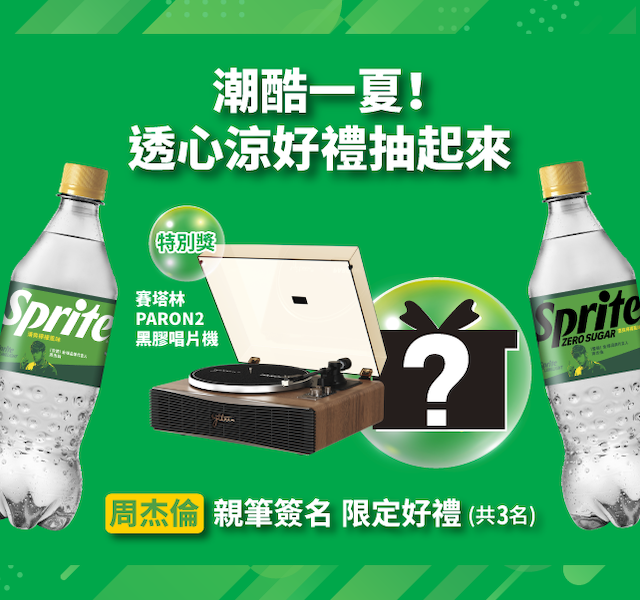 潮酷一夏！
透心涼好禮抽起來
特別獎
賽塔林
PARON2
黑膠唱片機
?
Sprite
Sprite
ZERO SUGAR
周杰倫 親筆簽名 限定好禮 (共3名)